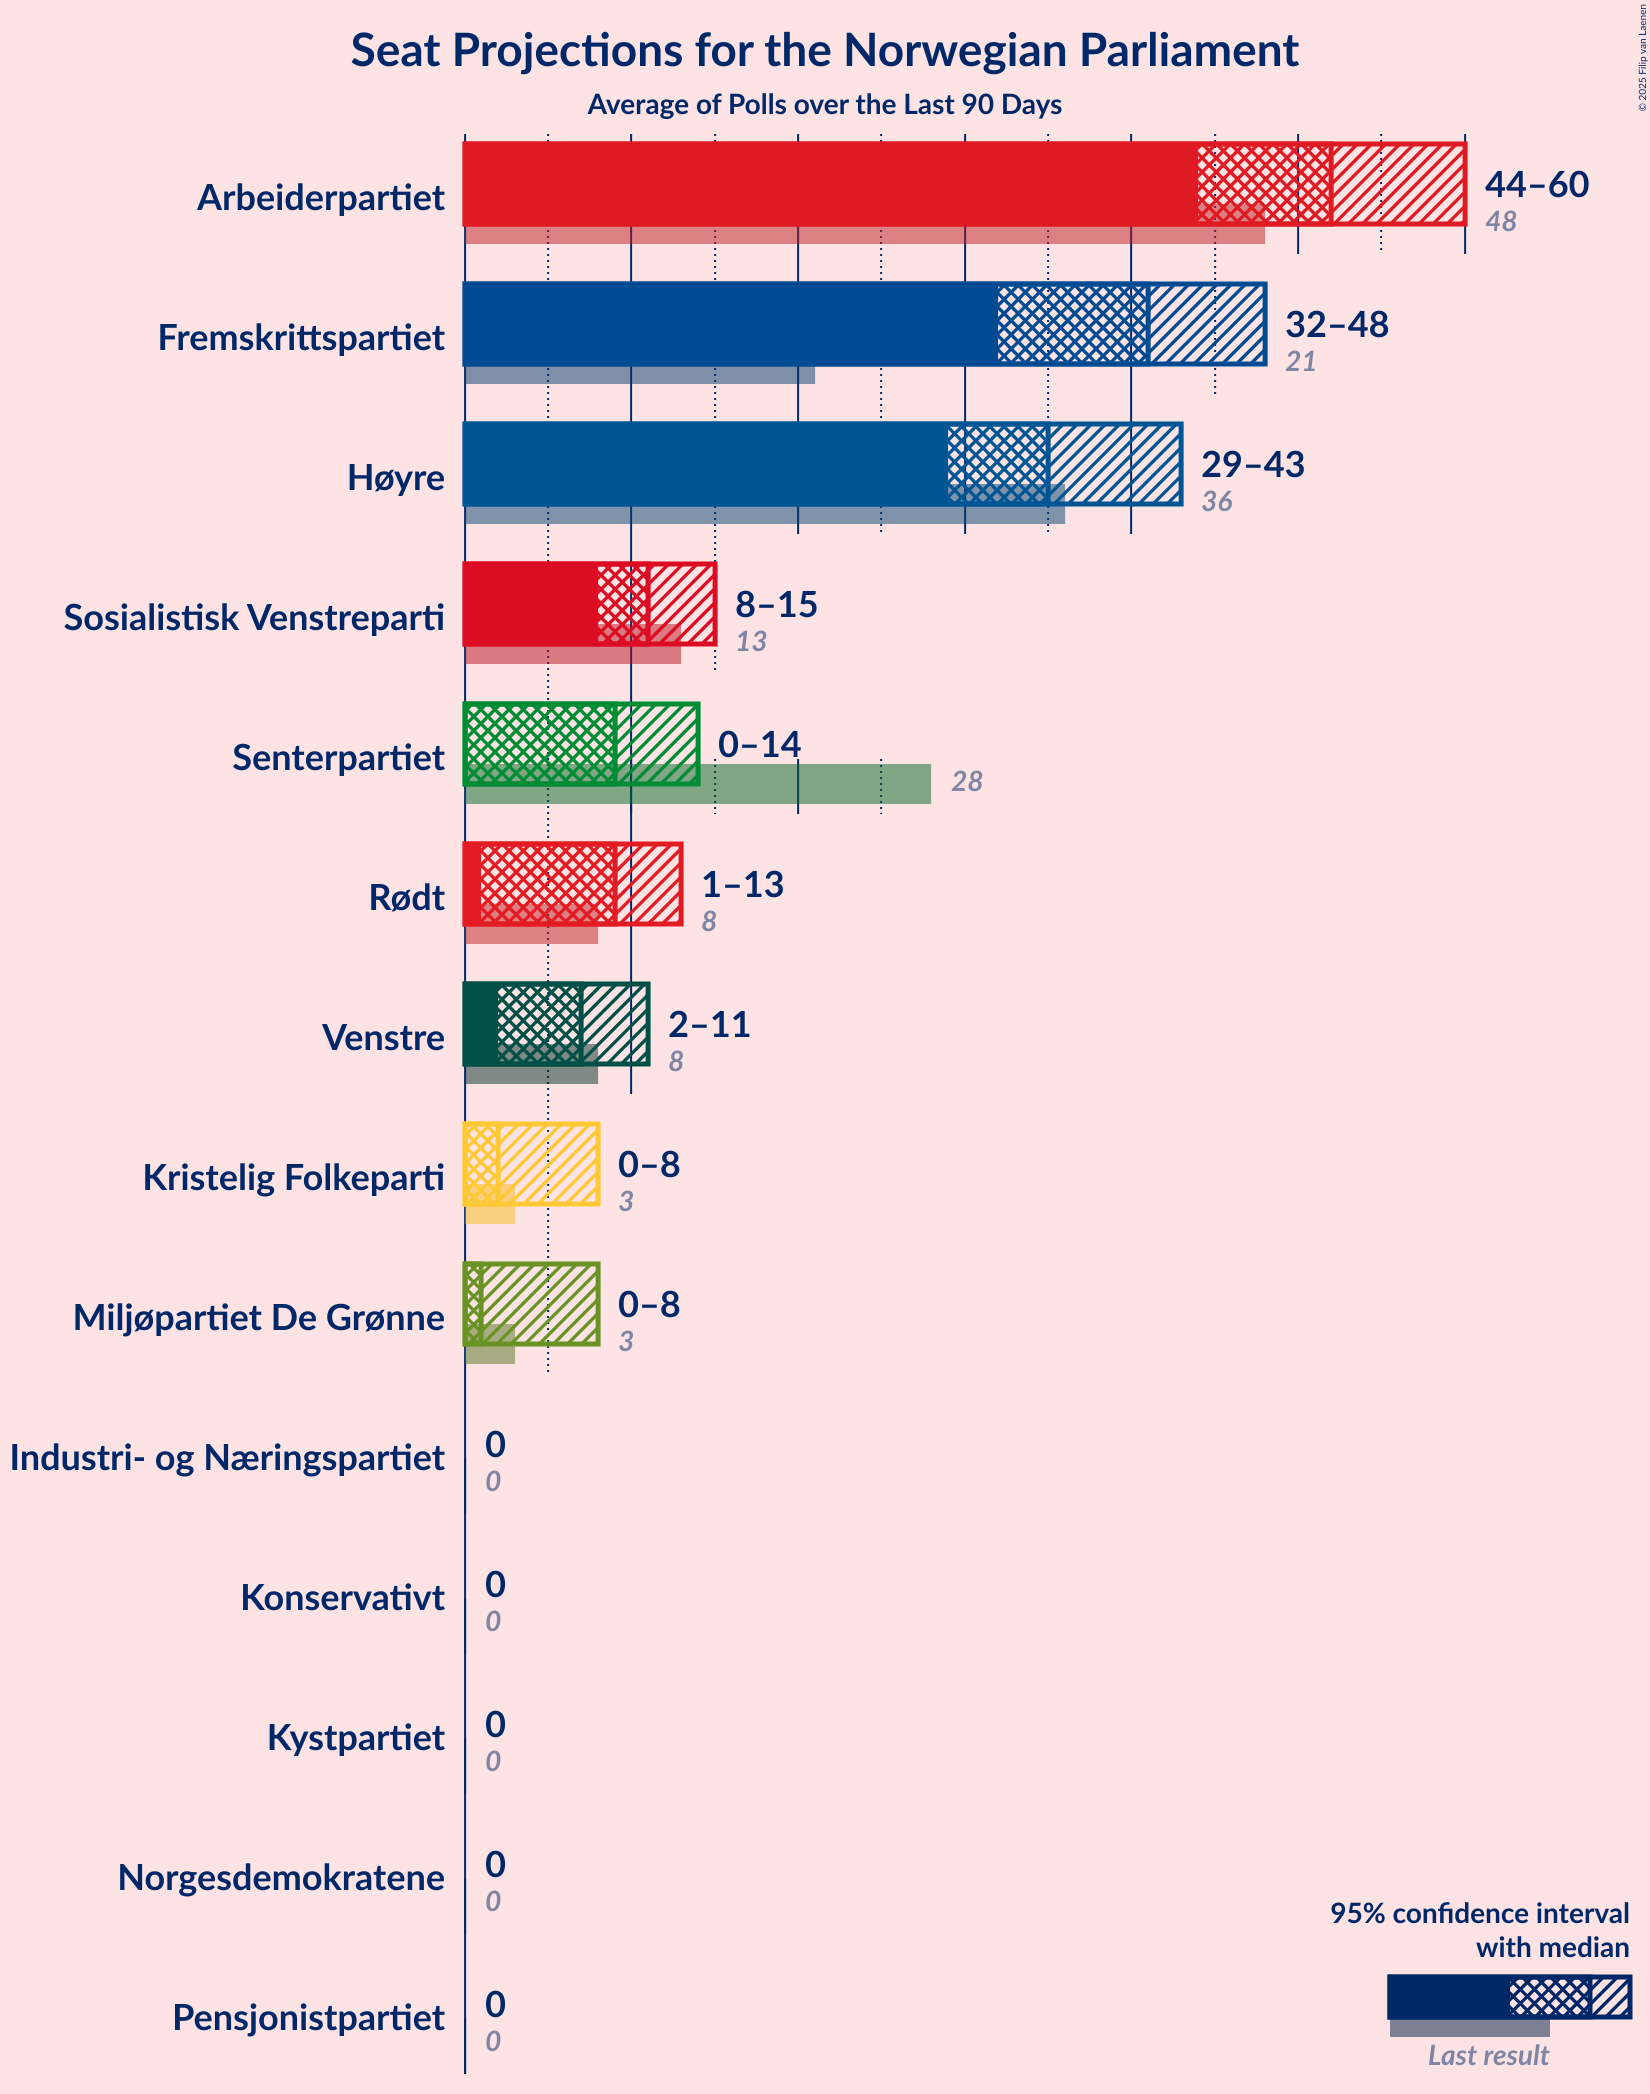 Seat Projections for the Norwegian Parliament
Average of Polls over the Last 90 Days
© 2025 Filip van Laenen
Arbeiderpartiet
44–60
48
Fremskrittspartiet
32–48
21
Høyre
29–43
36
Sosialistisk Venstreparti
8–15
13
Senterpartiet
0–14
28
Rødt
1–13
8
Venstre
2–11
8
Kristelig Folkeparti
0–8
3
Miljøpartiet De Grønne
0–8
3
Industri- og Næringspartiet
0
0
Konservativt
0
0
Kystpartiet
0
0
Norgesdemokratene
0
0
Pensjonistpartiet
0
0
95% confidence interval
with median
Last result